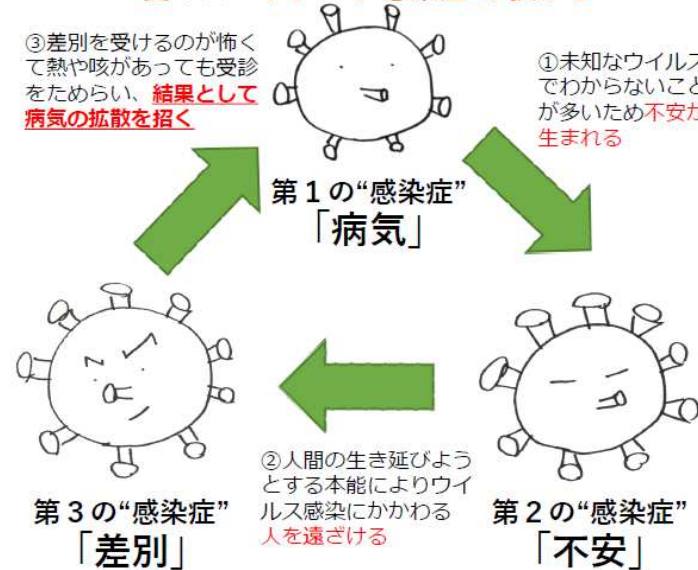 ③差別を受けるのが怖く
て熱や咳があっても受診
をためらい、結果として
病気の拡散を招く
①未知なウイルス
でわからないこと
が多いため不安が
生まれる
第１の“感染症”
「病気」
②人間の生き延びよう
とする本能によりウイ
ルス感染にかかわる
人を遠ざける
第３の“感染症”
「差別」
第２の“感染症”
「不安」